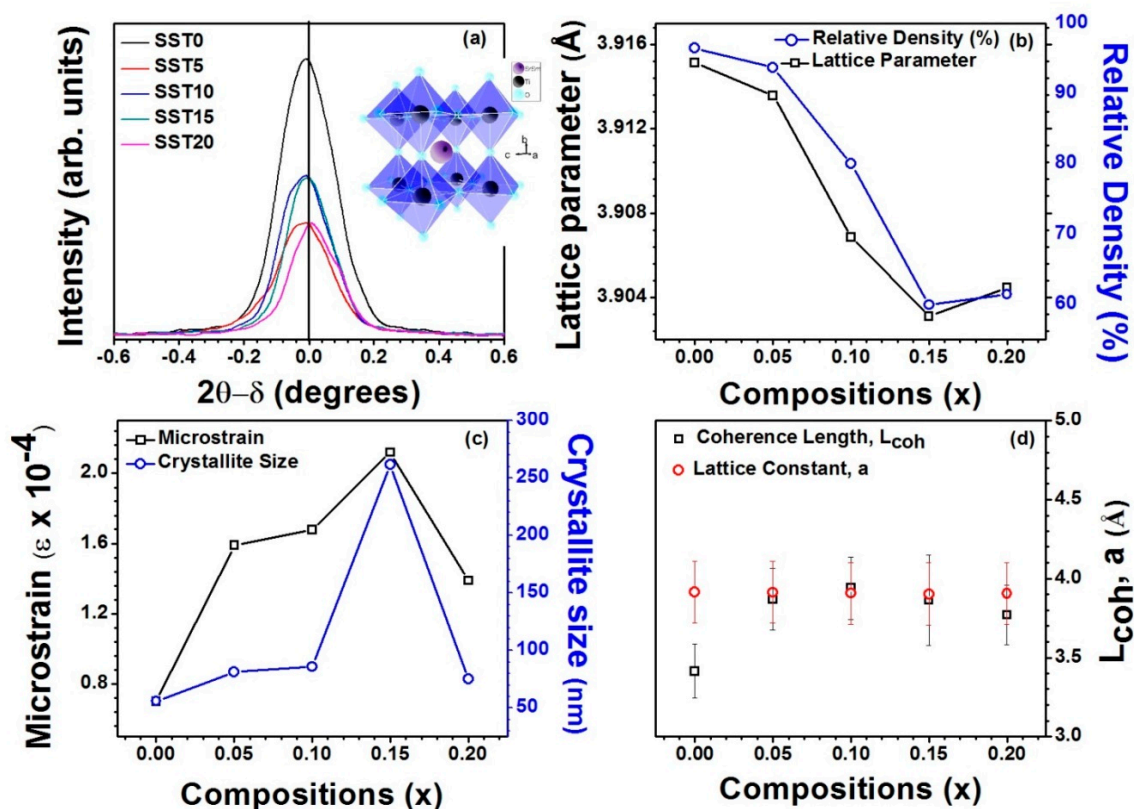 (a)
SST0
SST5
SST10
SST15
SST20
Intensity (arb. units)
Ti
O
b
c a
-0.6 -0.4 -0.2 0.0 0.2 0.4 0.6
2θ–δ (degrees)
(b)
Relative Density (%)
Lattice Parameter
Lattice parameter (Å)
3.916
3.912
3.908
3.904
100
90
80
70
60
Relative Density (%)
0.00 0.05 0.10 0.15 0.20
Compositions (x)
(c)
Microstrain
Crystallite Size
Microstrain (ε x 10-4)
2.0
1.6
1.2
0.8
300
250
200
150
100
50
Crystallite size (nm)
0.00 0.05 0.10 0.15 0.20
Compositions (x)
(d)
Coherence Length, Lcoh
Lattice Constant, a
5.0
4.5
4.0
3.5
3.0
Lcoh, a (Å)
0.00 0.05 0.10 0.15 0.20
Compositions (x)